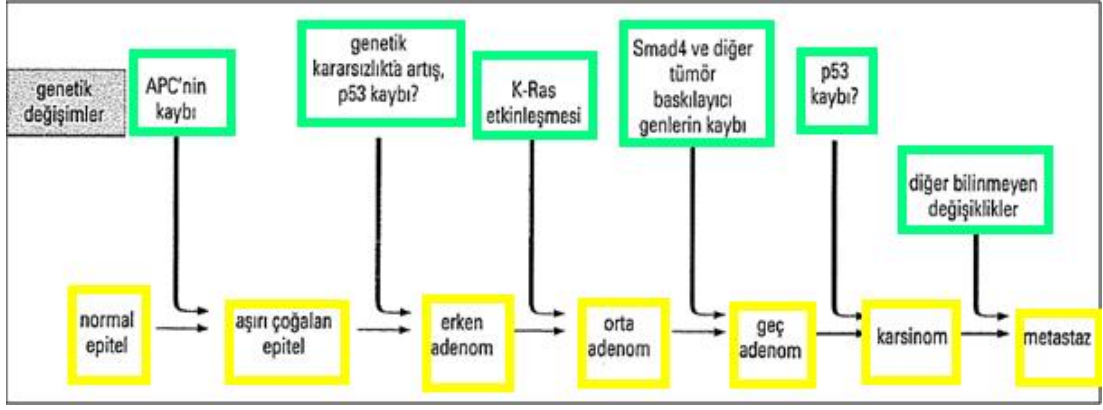 genetik
değişimler
APC'nin
kaybı
genetik
kararsızlıkta artış,
p53 kaybı?
K-Ras
etkinleşmesi
Smad4 ve diğer
tümör
baskılayıcı
genlerin kaybı
p53
kaybı?
diğer bilinmeyen
değişiklikler
normal
epitel
aşırı çoğalan
epitel
erken
adenom
orta
adenom
geç
adenom
karsinom
metastaz